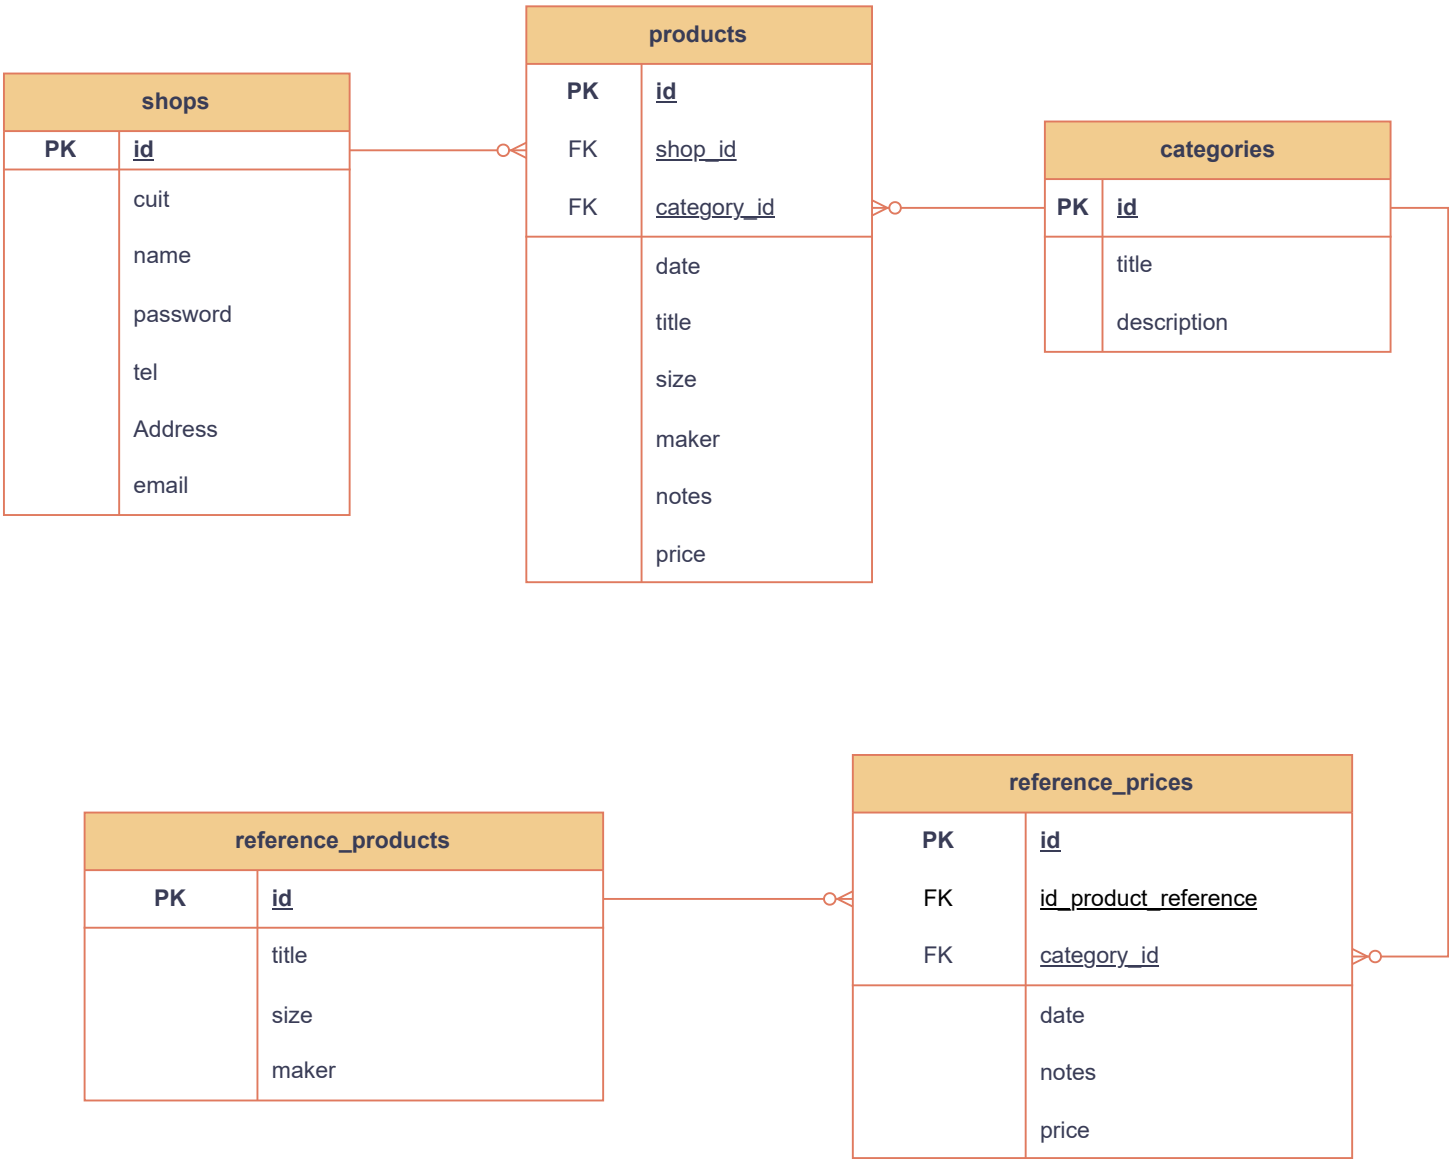 shops
PK id
cuit
name
password
tel
Address
email
products
PK id
FK shop_id
FK category_id
date
title
size
maker
notes
price
categories
PK id
title
description
reference_products
PK id
title
size
maker
reference_prices
PK id
FK id_product_reference
FK category_id
date
notes
price